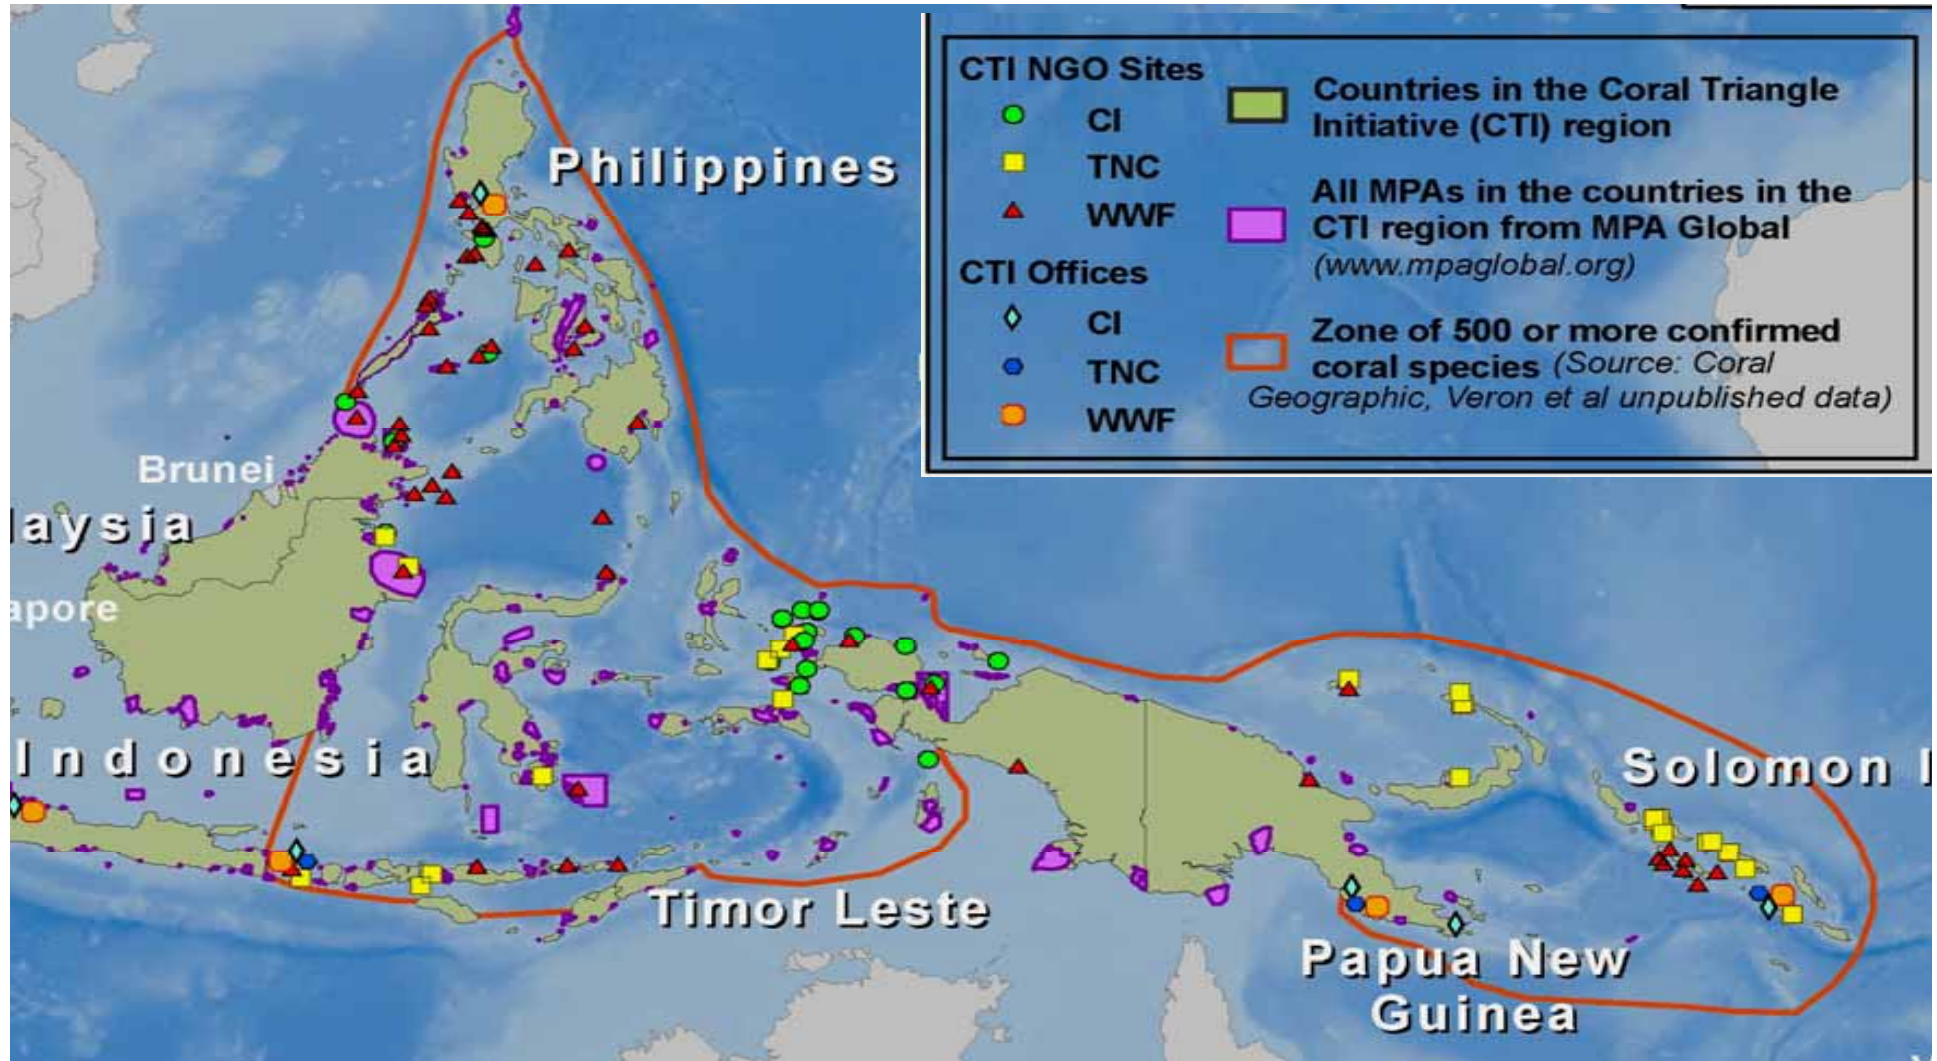 Philippines
Brunei
laysia
apore
Indonesia
Timor Leste
Papua New
Guinea
Solomon I
CTI NGO Sites
CI
TNC
WWF
CTI Offices
CI
TNC
WWF
Countries in the Coral Triangle
Initiative (CTI) region
All MPAs in the countries in the
CTI region from MPA Global
(www.mpaglobal.org)
Zone of 500 or more confirmed
coral species (Source: Coral
Geographic, Veron et al unpublished data)